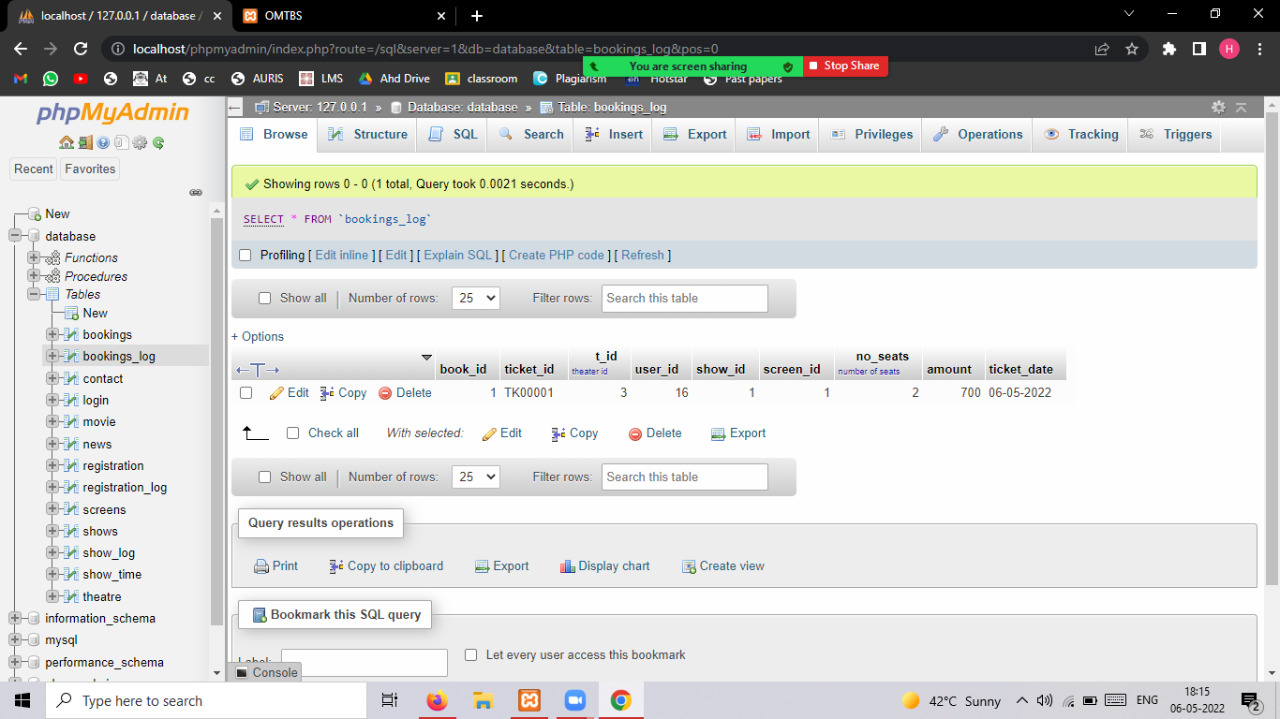 localhost / 127.0.0.1 / database /
OMTBS
localhost/phpmyadmin/index.php?route=/sql&server=1&db=database&table=bookings_log&pos=0
H
You are screen sharing
Stop Share
At
cc
AURIS
LMS
Ahd Drive
classroom
Plagiarism
Hotstar
Past papers
phpMyAdmin
Server: 127.0.0.1 » Database: database » Table: bookings_log
Browse
Structure
SQL
Search
Insert
Export
Import
Privileges
Operations
Tracking
Triggers
Recent
Favorites
New
database
Functions
Procedures
Tables
New
bookings
bookings_log
contact
login
movie
news
registration
registration_log
screens
shows
show_log
show_time
theatre
information_schema
mysql
performance_schema
Showing rows 0 - 0 (1 total, Query took 0.0021 seconds.)
SELECT * FROM `bookings_log`
Profiling [ Edit inline ] [ Edit ] [ Explain SQL ] [ Create PHP code ] [ Refresh ]
Show all | Number of rows: 25 Filter rows: Search this table
+ Options
←T→ book_id ticket_id t_id theater id user_id show_id screen_id no_seats number of seats amount ticket_date
Edit Copy Delete 1 TK00001 3 16 1 1 2 700 06-05-2022
Check all With selected: Edit Copy Delete Export
Show all | Number of rows: 25 Filter rows: Search this table
Query results operations
Print Copy to clipboard Export Display chart Create view
Bookmark this SQL query
Label: Let every user access this bookmark
Console
Type here to search
42°C Sunny
ENG
18:15
06-05-2022
2